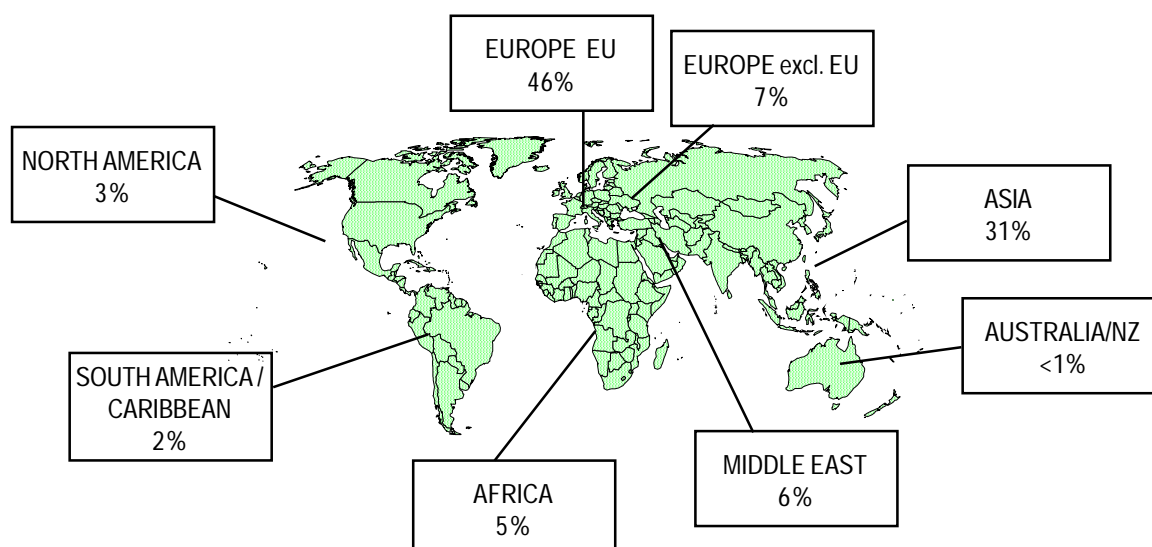 EUROPE EU
46%
EUROPE excl. EU
7%
NORTH AMERICA
3%
ASIA
31%
AUSTRALIA/NZ
<1%
SOUTH AMERICA /
CARIBBEAN
2%
MIDDLE EAST
6%
AFRICA
5%